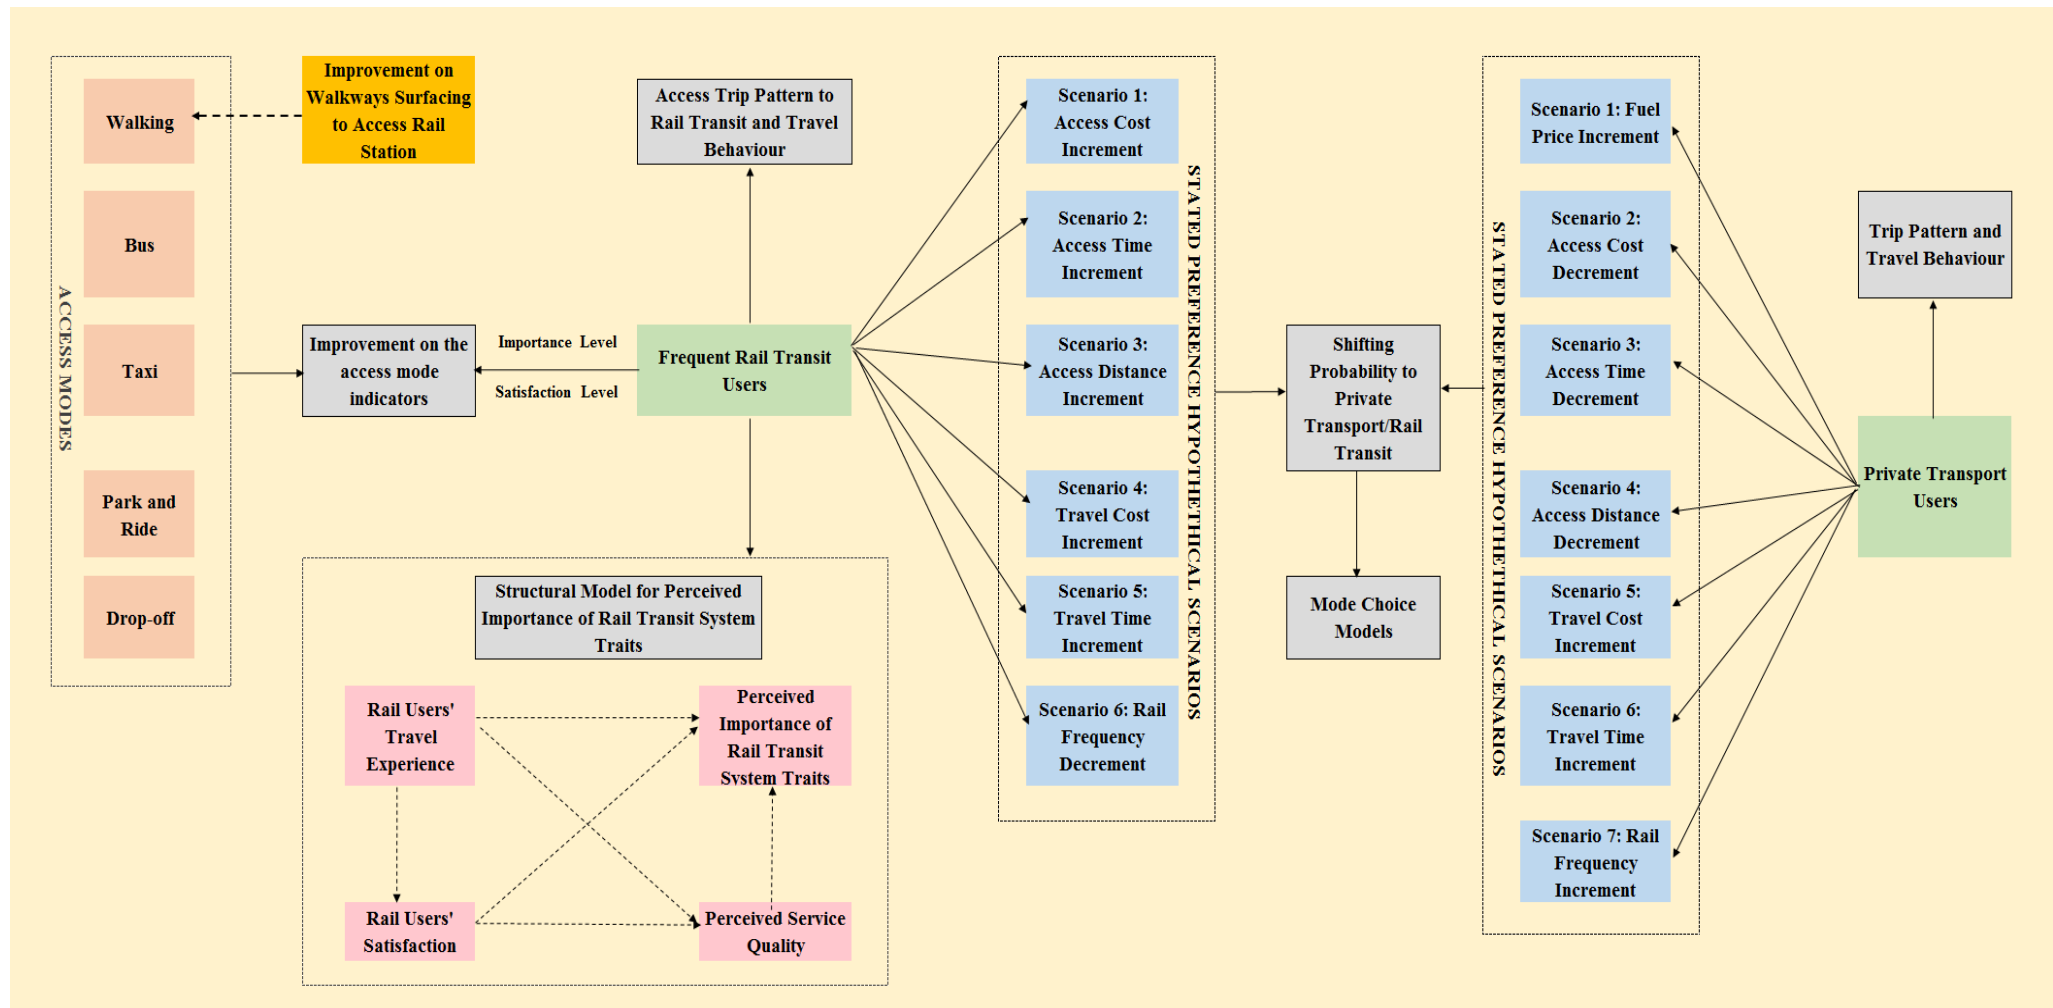 ACCESS MODES
Walking
Bus
Taxi
Park and
Ride
Drop-off
Improvement on
Walkways Surfacing
to Access Rail
Station
Improvement on the
access mode
indicators
Importance Level
Satisfaction Level
Access Trip Pattern to
Rail Transit and Travel
Behaviour
Frequent Rail Transit
Users
Structural Model for Perceived
Importance of Rail Transit System
Traits
Rail Users'
Travel
Experience
Perceived
Importance of
Rail Transit
System Traits
Rail Users'
Satisfaction
Perceived Service
Quality
Scenario 1:
Access Cost
Increment
Scenario 2:
Access Time
Increment
Scenario 3:
Access Distance
Increment
Scenario 4:
Travel Cost
Increment
Scenario 5:
Travel Time
Increment
Scenario 6: Rail
Frequency
Decrement
STATED PREFERENCE HYPOTHETHICAL SCENARIOS
Shifting
Probability to
Private
Transport/Rail
Transit
Mode Choice
Models
STATED PREFERENCE HYPOTHETHICAL SCENARIOS
Scenario 1: Fuel
Price Increment
Scenario 2:
Access Cost
Decrement
Scenario 3:
Access Time
Decrement
Scenario 4:
Access Distance
Decrement
Scenario 5:
Travel Cost
Increment
Scenario 6:
Travel Time
Increment
Scenario 7: Rail
Frequency
Increment
Trip Pattern and
Travel Behaviour
Private Transport
Users